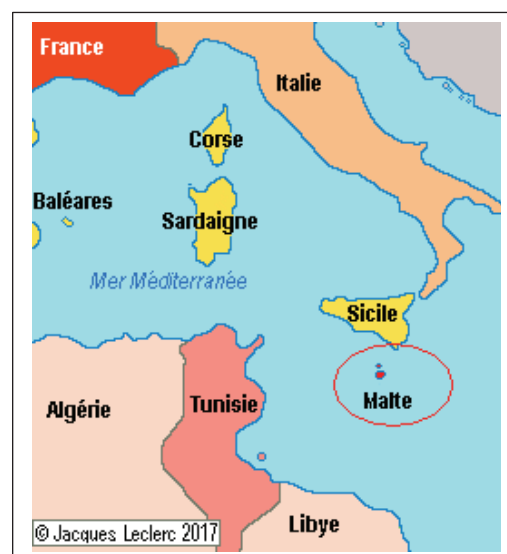 France
Italie
Corse
Baléares
Sardaigne
Mer Méditerranée
Sicile
Malte
Algérie
Tunisie
Libye
© Jacques Leclerc 2017